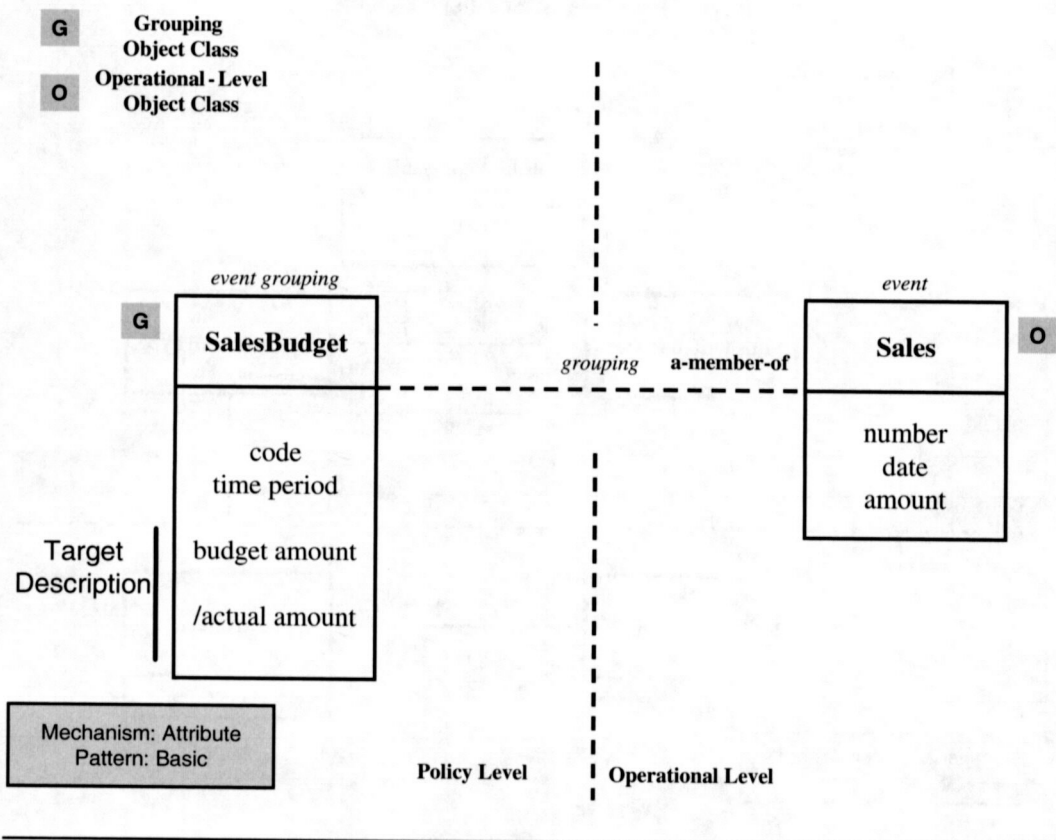 G
Grouping
Object Class
O
Operational-Level
Object Class
event grouping
G
SalesBudget
code
time period
Target
Description
budget amount
/actual amount
grouping
a-member-of
event
Sales
O
number
date
amount
Mechanism: Attribute
Pattern: Basic
Policy Level
Operational Level